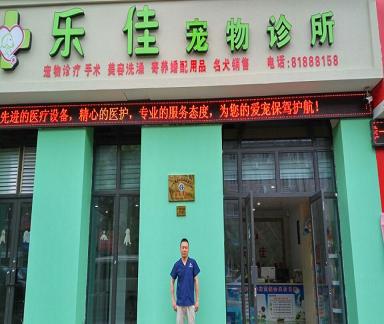 乐佳宠物诊所
宠物诊疗 手术 美容洗澡 寄养婚配用品 名犬销售 电话:81888158
先进的医疗设备，精心的医护，专业的服务态度，为您的爱宠保驾护航！